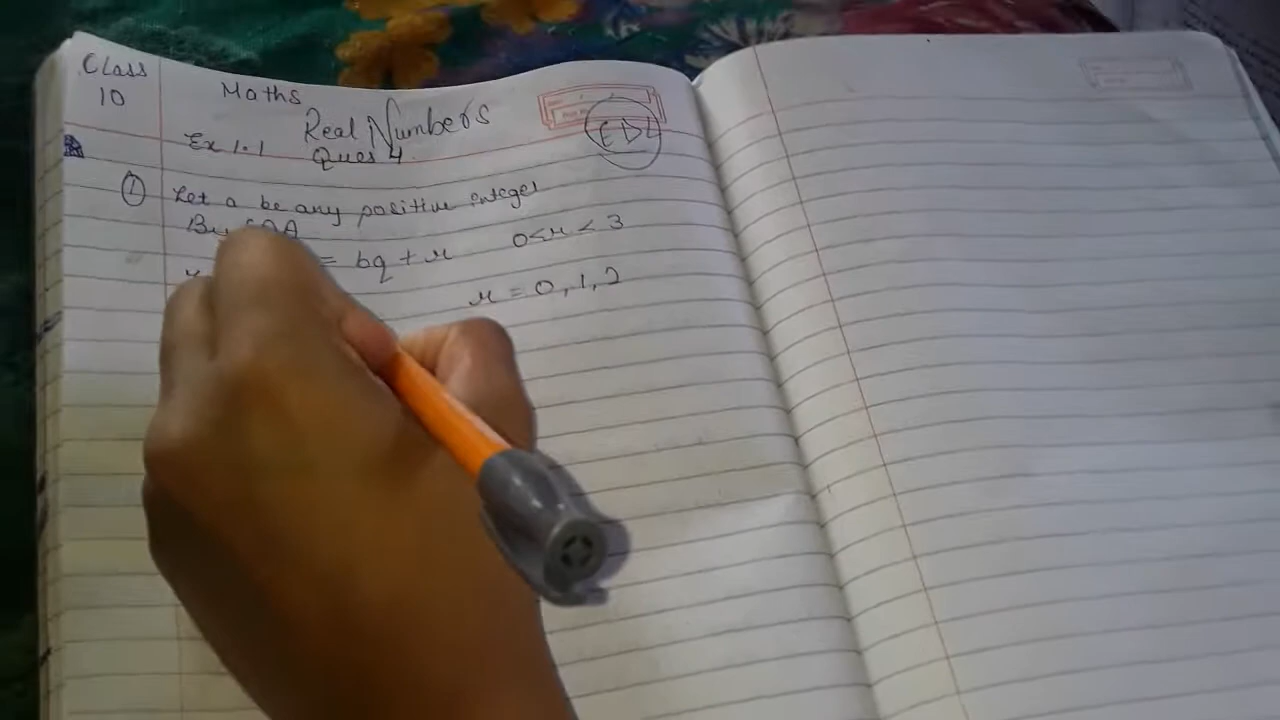 Class
10
Maths
Real Numbers
EDL
Ex 1.1
Ques 4
① Let a be any positive integer
By
= bq + r 0<r < 3
r = 0, 1, 2